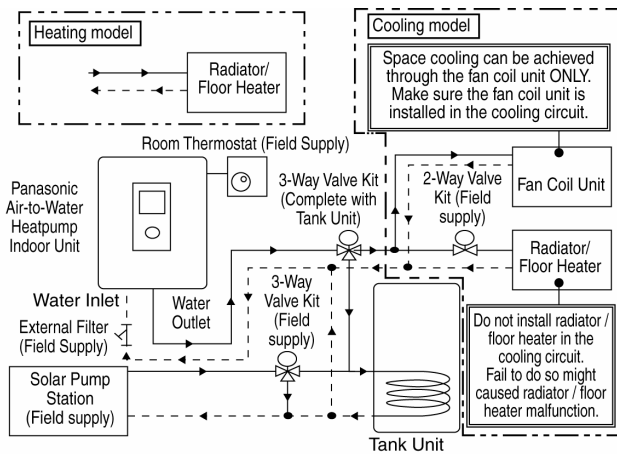 Heating model
Radiator/
Floor Heater
Cooling model
Space cooling can be achieved
through the fan coil unit ONLY.
Make sure the fan coil unit is
installed in the cooling circuit.
Room Thermostat (Field Supply)
Panasonic
Air-to-Water
Heatpump
Indoor Unit
3-Way Valve Kit
(Complete with
Tank Unit)
2-Way Valve
Kit (Field
supply)
Fan Coil Unit
Radiator/
Floor Heater
Water Inlet
Water
Outlet
3-Way
Valve Kit
(Field
supply)
External Filter
(Field Supply)
Solar Pump
Station
(Field supply)
Do not install radiator /
floor heater in the
cooling circuit.
Fail to do so might
caused radiator / floor
heater malfunction.
Tank Unit